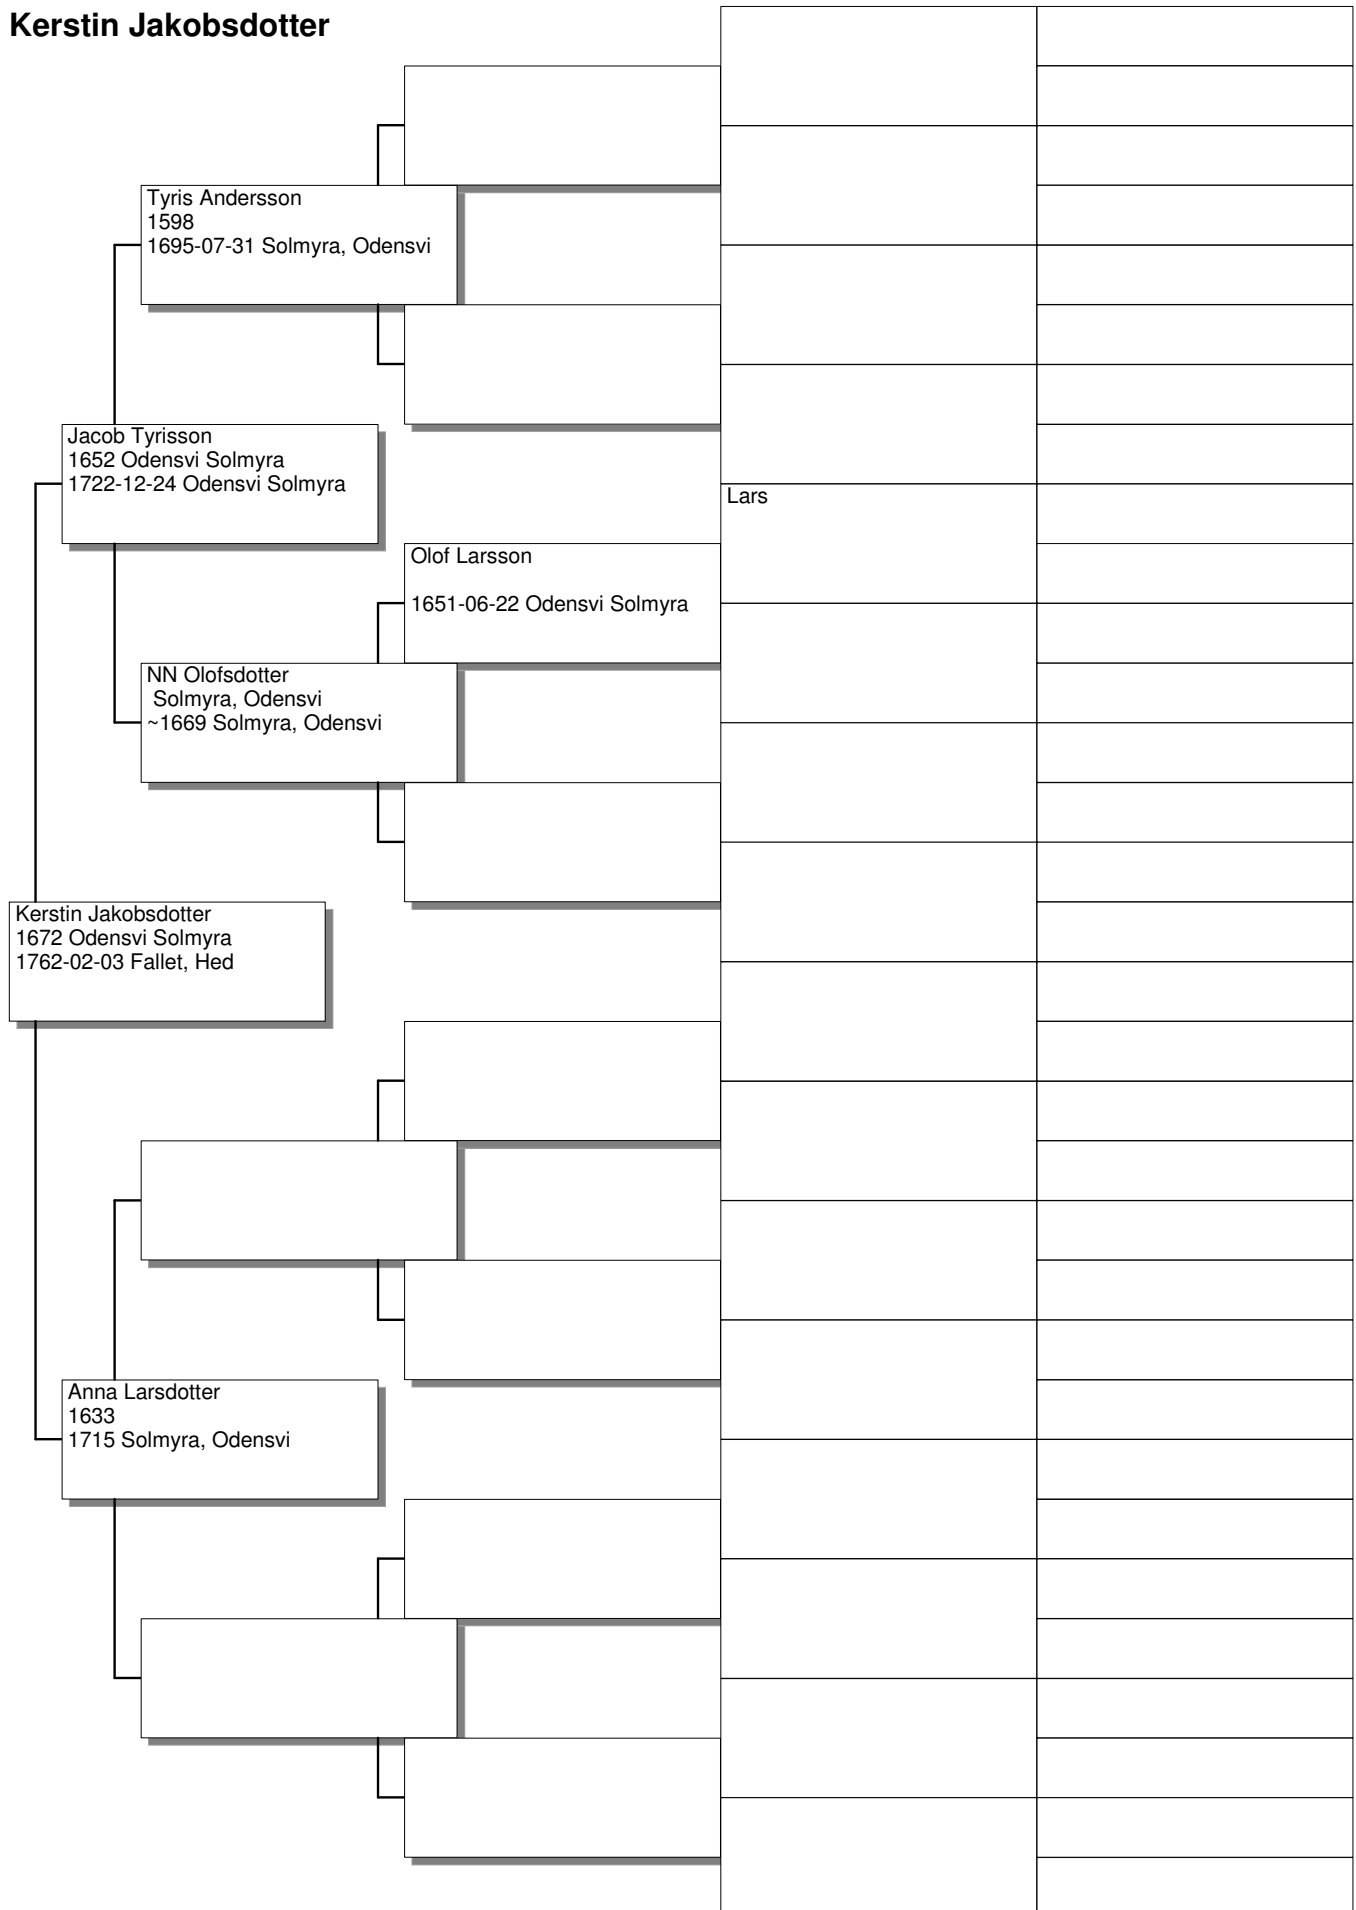 Kerstin Jakobsdotter
Tyris Andersson
1598
1695-07-31 Solmyra, Odensvi
Jacob Tyrisson
1652 Odensvi Solmyra
1722-12-24 Odensvi Solmyra
Lars
Olof Larsson
1651-06-22 Odensvi Solmyra
NN Olofsdotter
Solmyra, Odensvi
~1669 Solmyra, Odensvi
Kerstin Jakobsdotter
1672 Odensvi Solmyra
1762-02-03 Fallet, Hed
Anna Larsdotter
1633
1715 Solmyra, Odensvi